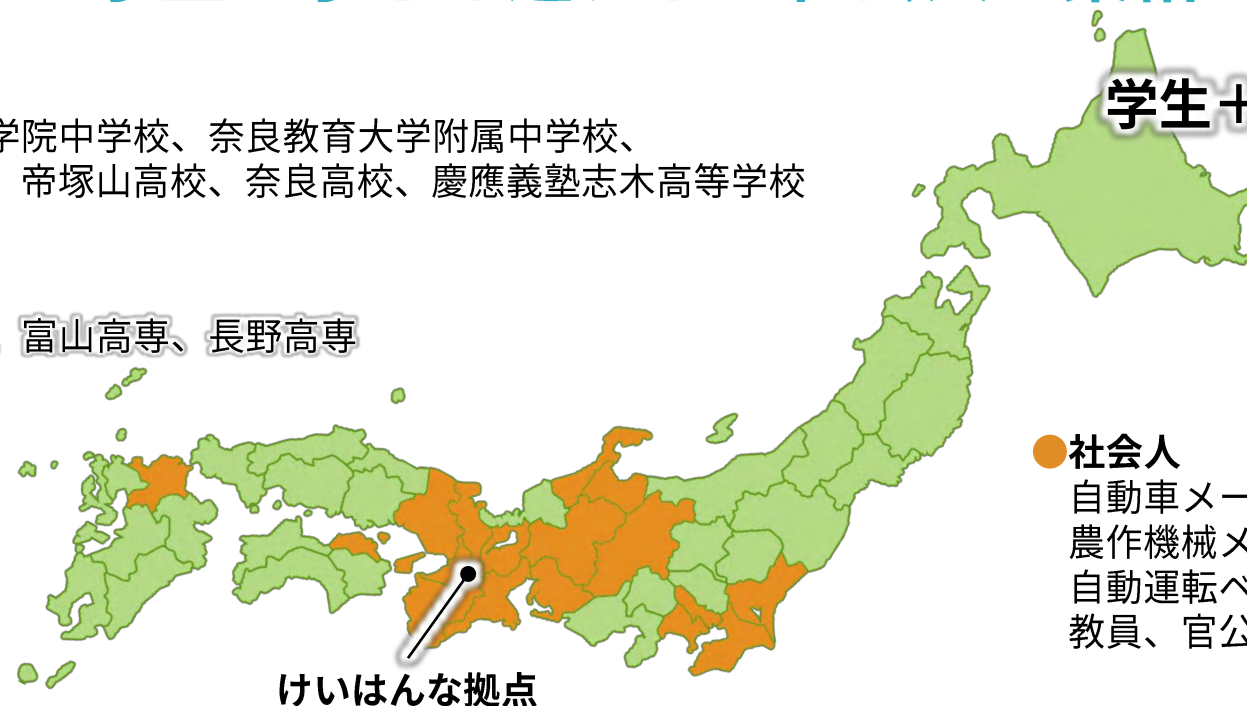 学院中学校、奈良教育大学附属中学校、
帝塚山高校、奈良高校、慶應義塾志木高等学校
富山高専、長野高専
学生＋
●社会人
自動車メー
農作機械メ
自動運転ベ
教員、官公
けいはんな拠点